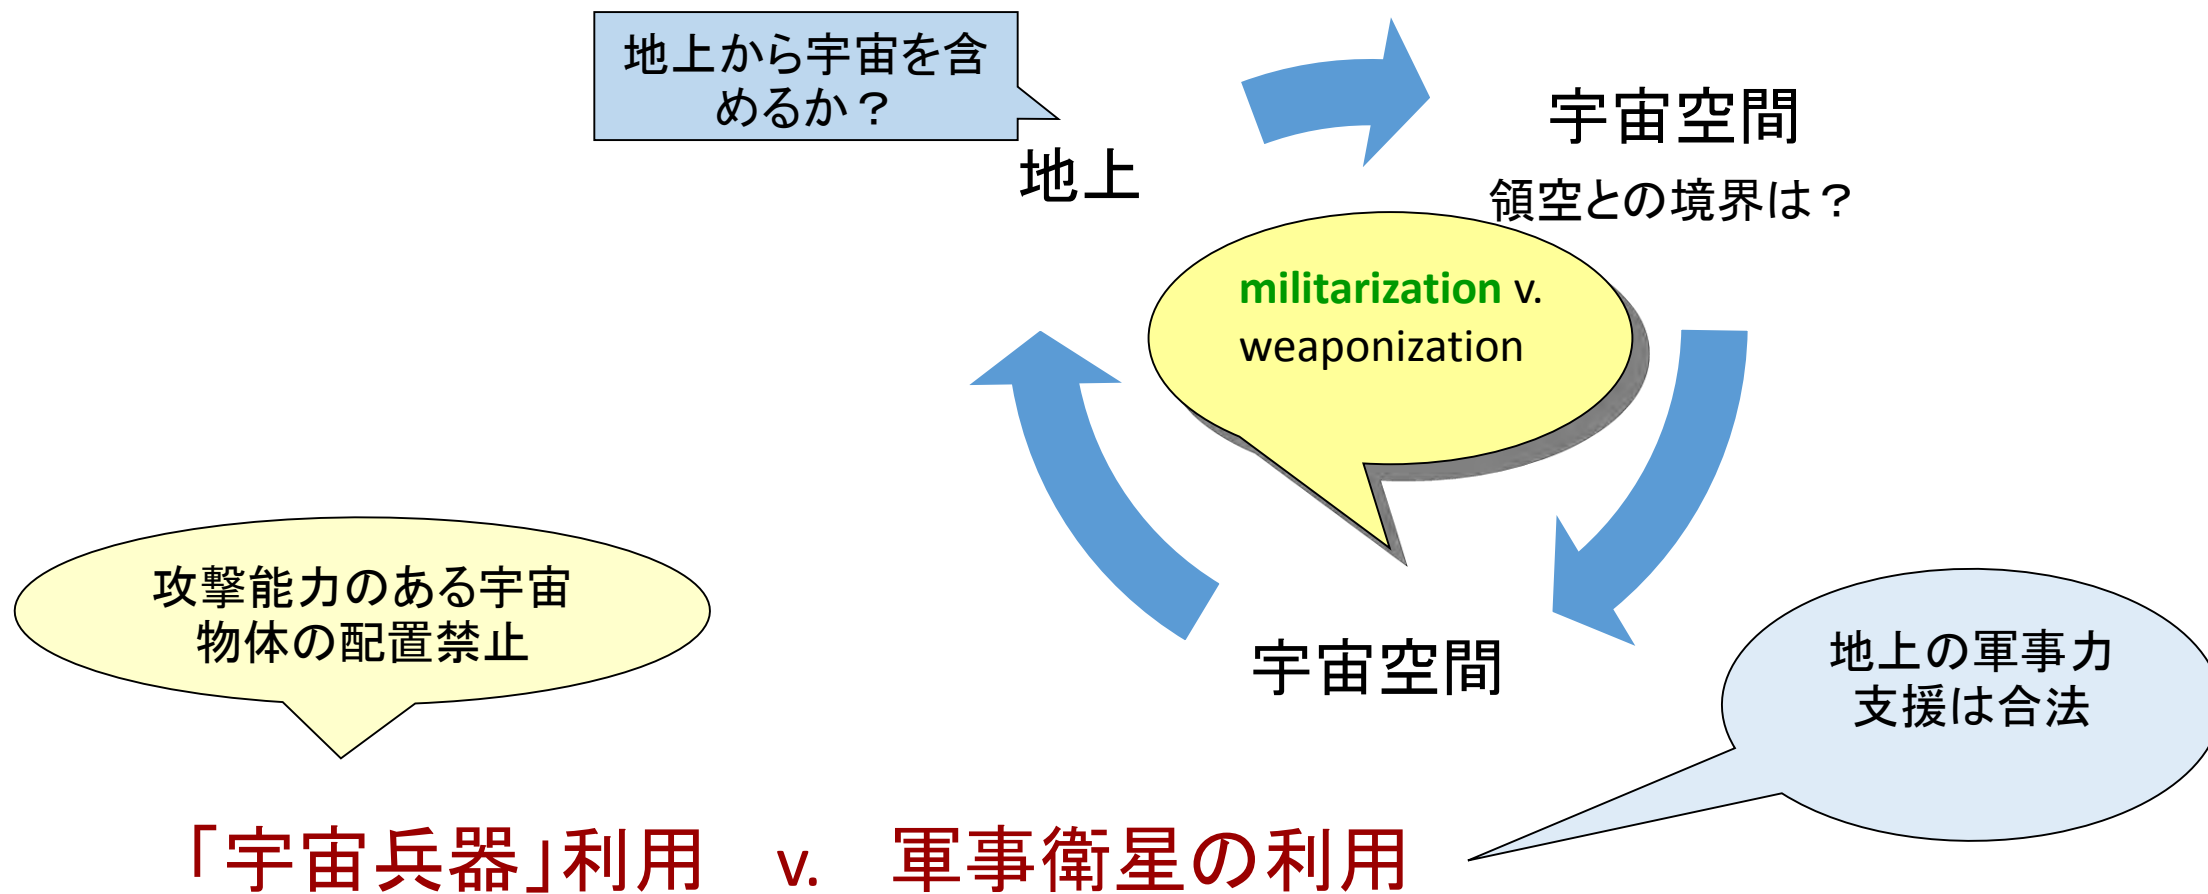 地上から宇宙を含
めるか？
地上
宇宙空間
領空との境界は？
militarization v.
weaponization
宇宙空間
攻撃能力のある宇宙
物体の配置禁止
地上の軍事力
支援は合法
「宇宙兵器」利用 v. 軍事衛星の利用